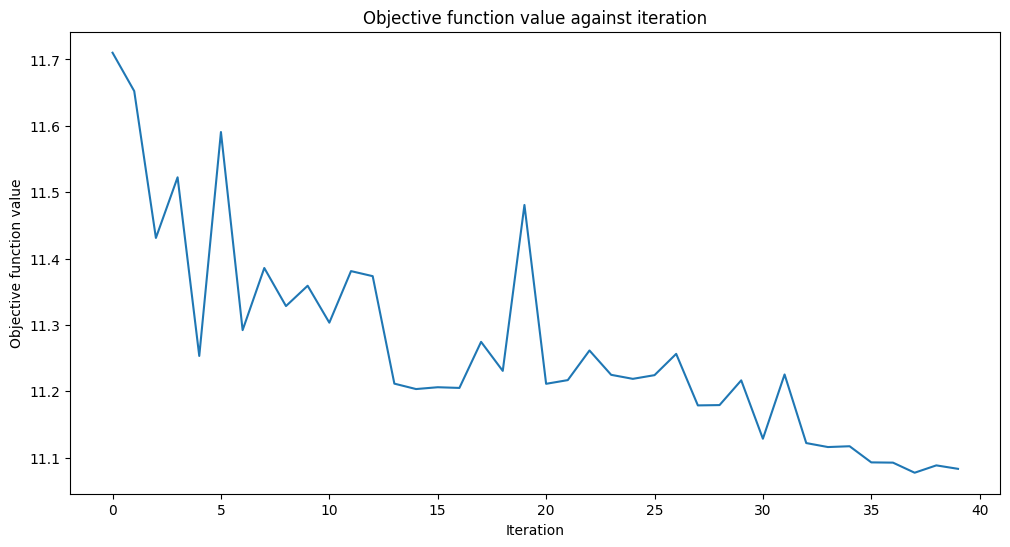 Objective function value against iteration
11.7
11.6
11.5
11.4
11.3
11.2
11.1
Objective function value
0 5 10 15 20 25 30 35 40
Iteration